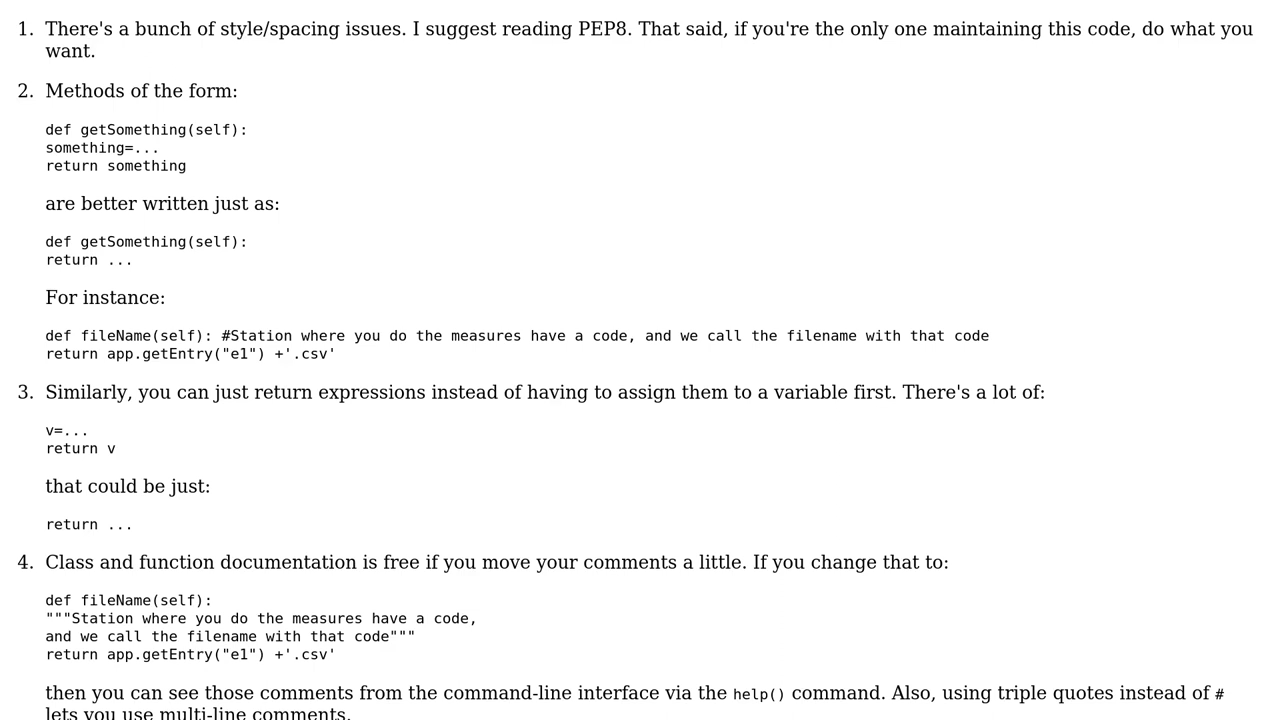 1. There's a bunch of style/spacing issues. I suggest reading PEP8. That said, if you're the only one maintaining this code, do what you
want.
2. Methods of the form:
def getSomething(self):
something=...
return something
are better written just as:
def getSomething(self):
return ...
For instance:
def fileName(self): #Station where you do the measures have a code, and we call the filename with that code
return app.getEntry("e1") +'.csv'
3. Similarly, you can just return expressions instead of having to assign them to a variable first. There's a lot of:
v=...
return v
that could be just:
return ...
4. Class and function documentation is free if you move your comments a little. If you change that to:
def fileName(self):
"""Station where you do the measures have a code,
and we call the filename with that code"""
return app.getEntry("e1") +'.csv'
then you can see those comments from the command-line interface via the help() command. Also, using triple quotes instead of #
lets you use multi-line comments.